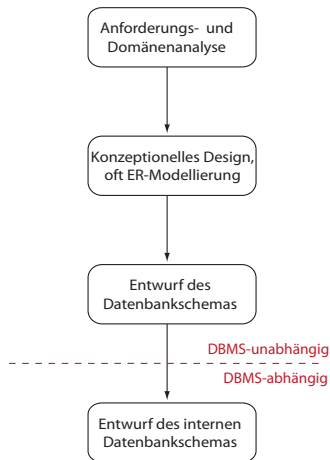 Anforderungs- und
Domänenanalyse
Konzeptionelles Design,
oft ER-Modellierung
Entwurf des
Datenbankschemas
DBMS-unabhängig
DBMS-abhängig
Entwurf des internen
Datenbankschemas